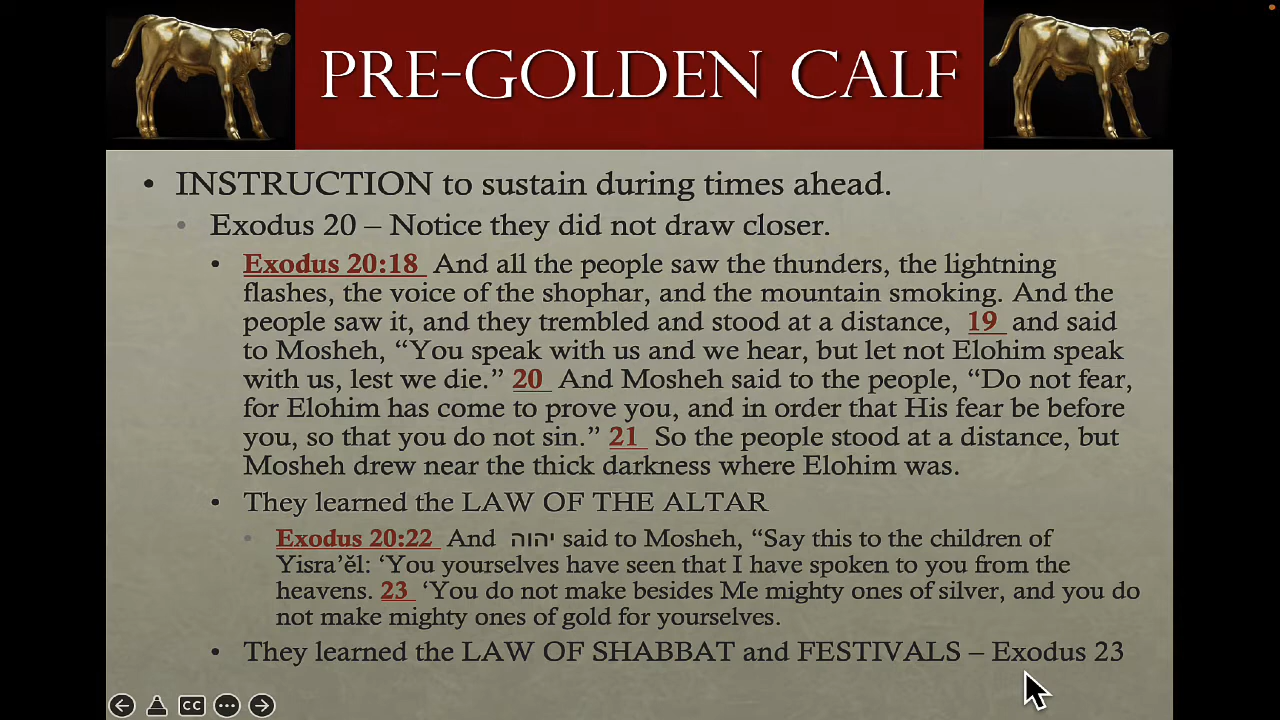 PRE-GOLDEN CALF
• INSTRUCTION to sustain during times ahead.
• Exodus 20 – Notice they did not draw closer.
• Exodus 20:18 And all the people saw the thunders, the lightning
flashes, the voice of the shophar, and the mountain smoking. And the
people saw it, and they trembled and stood at a distance, 19 and said
to Mosheh, “You speak with us and we hear, but let not Elohim speak
with us, lest we die.” 20 And Mosheh said to the people, “Do not fear,
for Elohim has come to prove you, and in order that His fear be before
you, so that you do not sin.” 21 So the people stood at a distance, but
Mosheh drew near the thick darkness where Elohim was.
• They learned the LAW OF THE ALTAR
• Exodus 20:22 And יהוה said to Mosheh, “Say this to the children of
Yisra’ĕl: ‘You yourselves have seen that I have spoken to you from the
heavens. 23 ‘You do not make besides Me mighty ones of silver, and you do
not make mighty ones of gold for yourselves.
• They learned the LAW OF SHABBAT and FESTIVALS – Exodus 23
CC